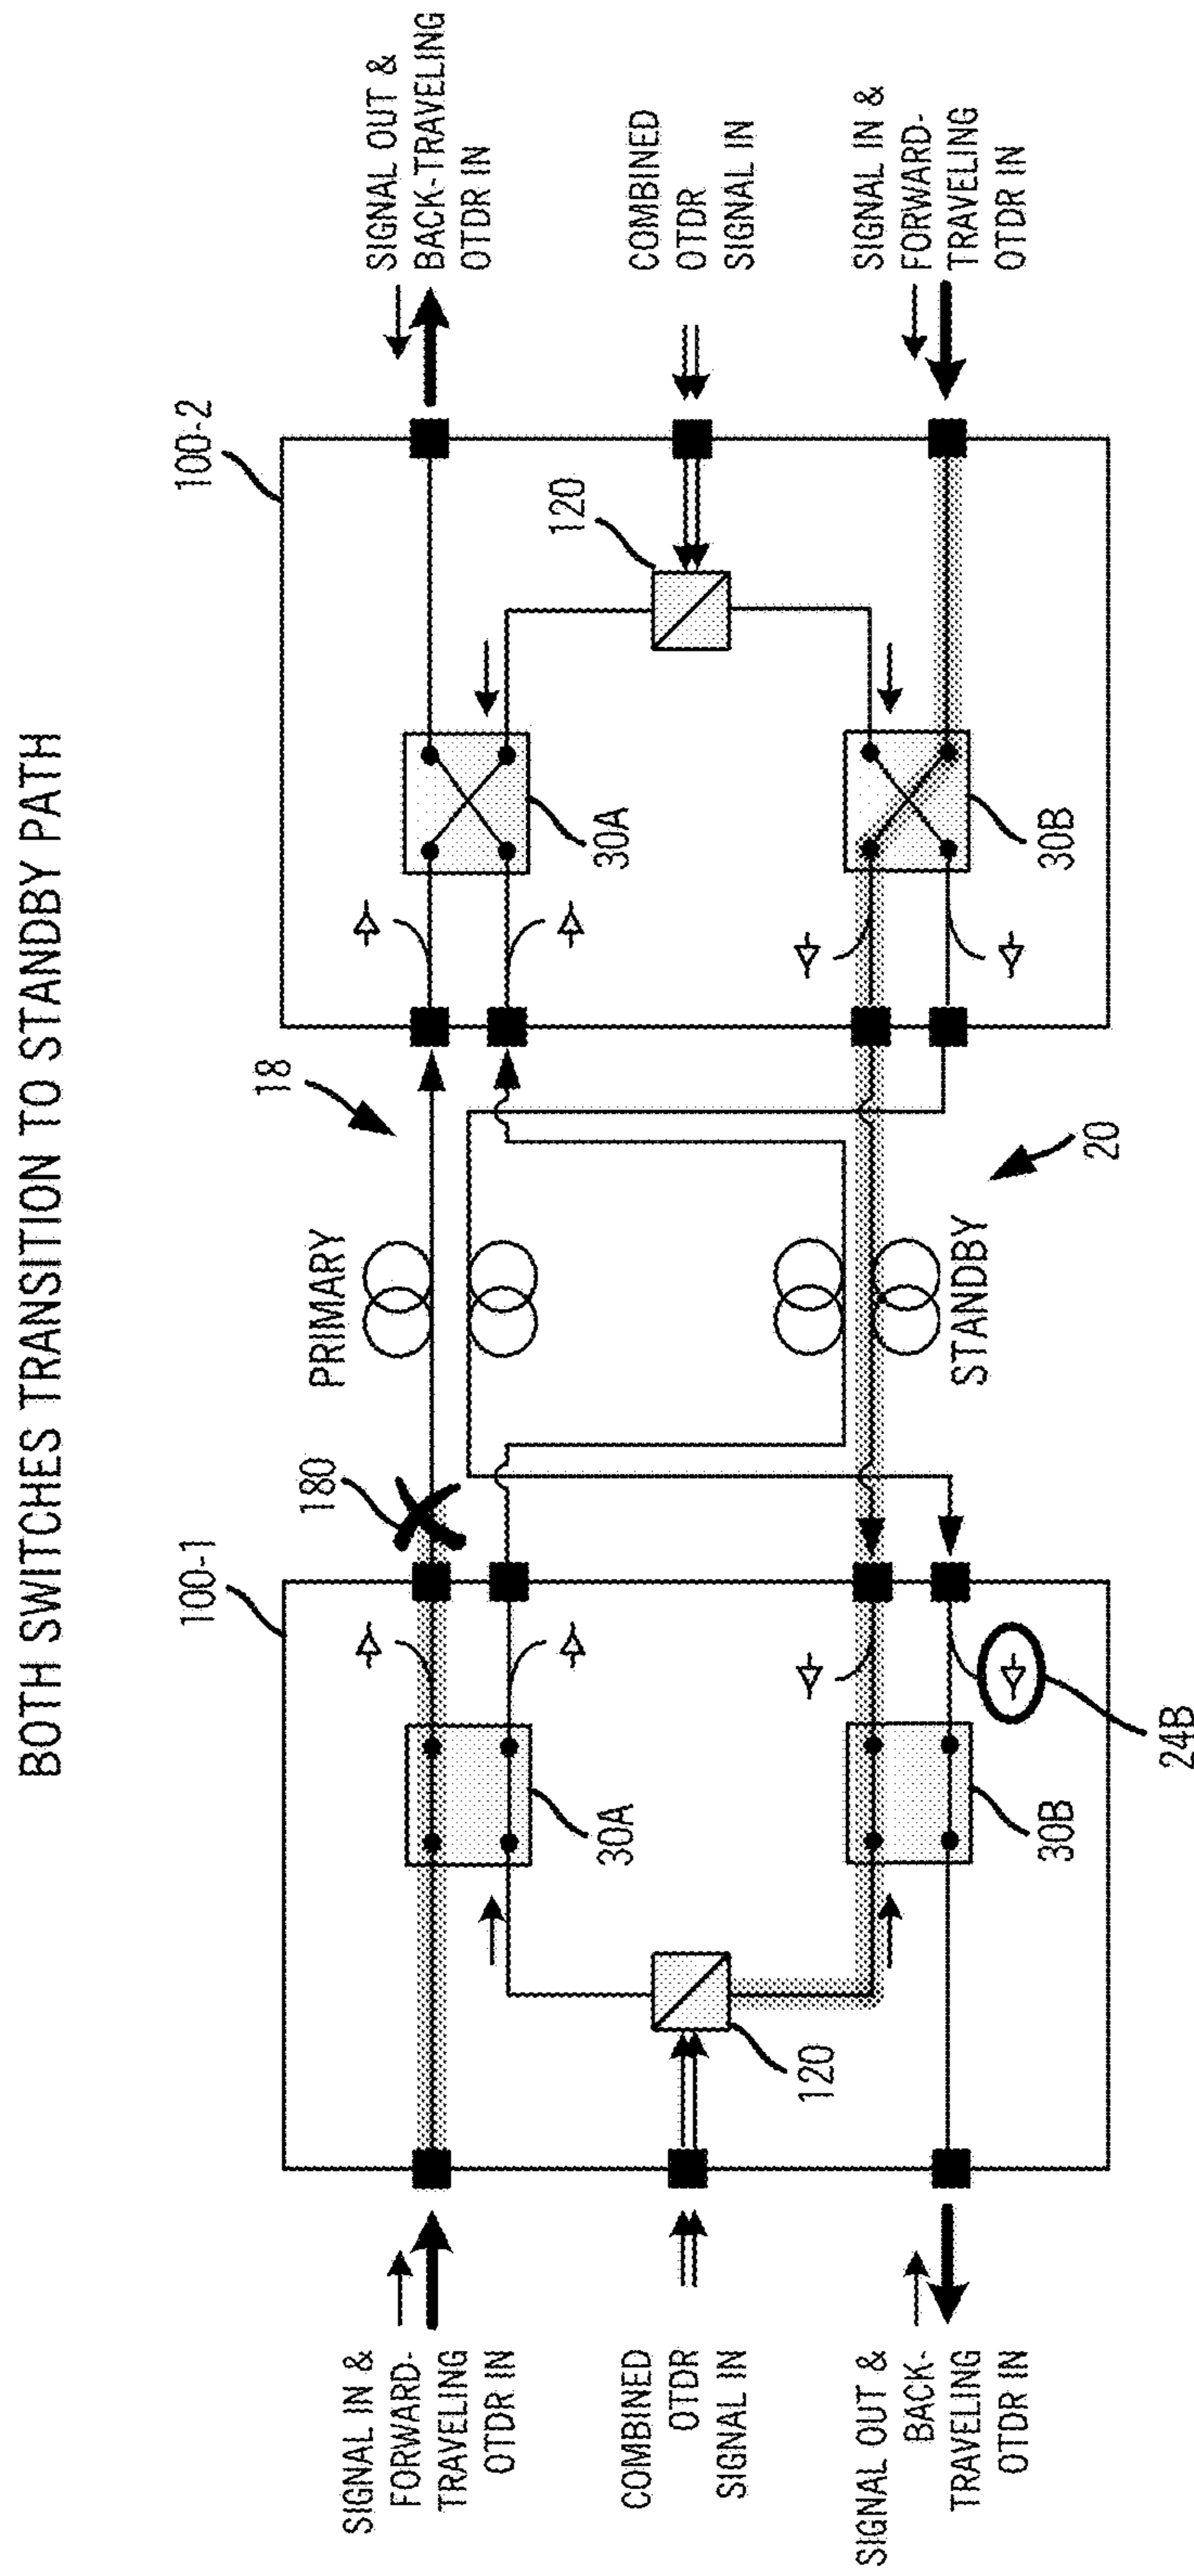 BOTH SWITCHES TRANSITION TO STANDBY PATH
SIGNAL IN &
FORWARD-
TRAVELING
OTDR IN
COMBINED
OTDR
SIGNAL IN
SIGNAL OUT &
BACK-
TRAVELING
OTDR IN
100-1
30A
120
30B
24B
180
PRIMARY
18
STANDBY
20
100-2
30A
120
30B
SIGNAL OUT &
BACK-TRAVELING
OTDR IN
COMBINED
OTDR
SIGNAL IN
SIGNAL IN &
FORWARD-
TRAVELING
OTDR IN